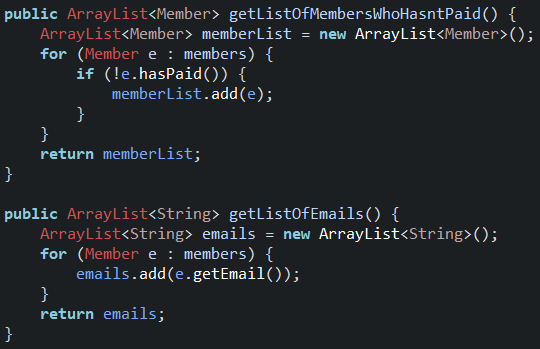 public ArrayList<Member> getListOfMembersWhoHasntPaid() {
    ArrayList<Member> memberList = new ArrayList<Member>();
    for (Member e : members) {
        if (!e.hasPaid()) {
            memberList.add(e);
        }
    }
    return memberList;
}

public ArrayList<String> getListOfEmails() {
    ArrayList<String> emails = new ArrayList<String>();
    for (Member e : members) {
        emails.add(e.getEmail());
    }
    return emails;
}